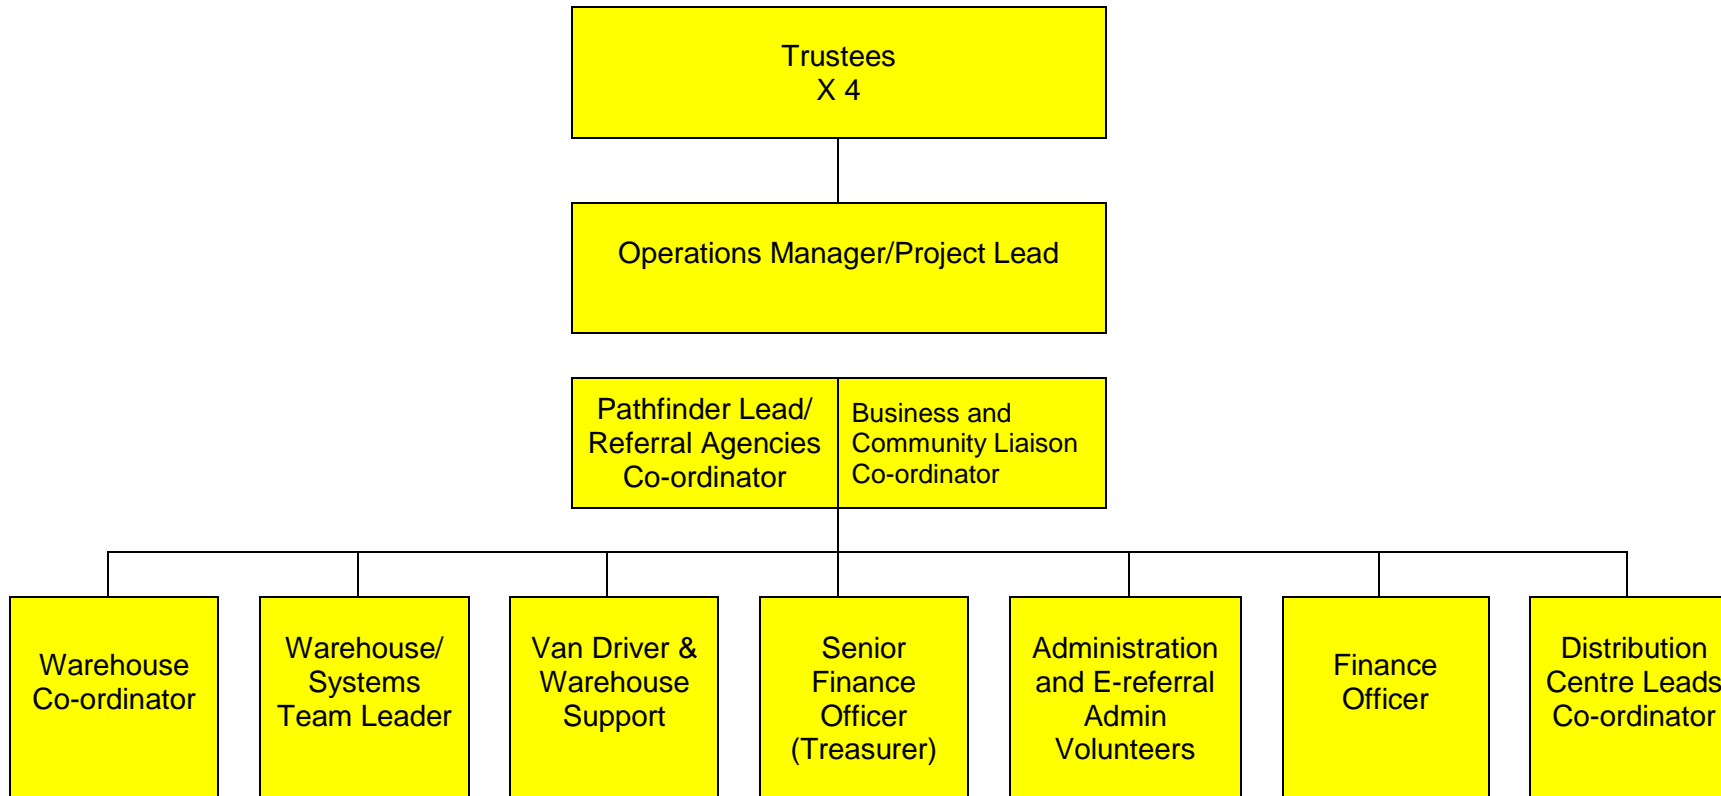 Trustees
X 4
Operations Manager/Project Lead
Pathfinder Lead/
Referral Agencies
Co-ordinator
Business and
Community Liaison
Co-ordinator
Warehouse
Co-ordinator
Warehouse/
Systems
Team Leader
Van Driver &
Warehouse
Support
Senior
Finance
Officer
(Treasurer)
Administration
and E-referral
Admin
Volunteers
Finance
Officer
Distribution
Centre Leads
Co-ordinator